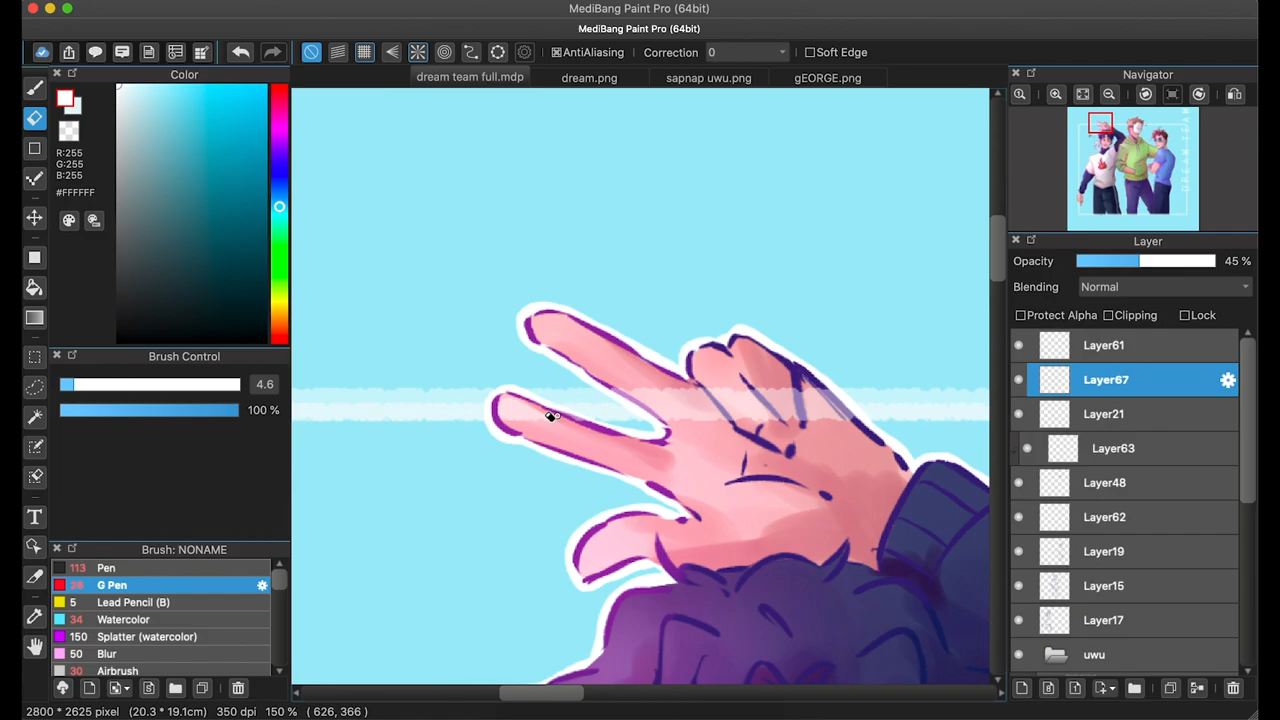 MediBang Paint Pro (64bit)
MediBang Paint Pro (64bit)
AntiAliasing Correction 0 Soft Edge
Color
dream team full.mdp dream.png sapnap uwu.png gEORGE.png
Navigator
R:255
G:255
B:255
#FFFFFF
DREAM TEAM
Layer
Opacity 45 %
Blending Normal
Protect Alpha Clipping Lock
Layer61
Brush Control
4.6
100 %
Layer67
Layer21
Layer63
Layer48
Layer62
Layer19
Layer15
Layer17
uwu
Brush: NONAME
113 Pen
28 G Pen
5 Lead Pencil (B)
34 Watercolor
150 Splatter (watercolor)
50 Blur
30 Airbrush
T
2800 * 2625 pixel (20.3 * 19.1cm) 350 dpi 150 % ( 626, 366 )